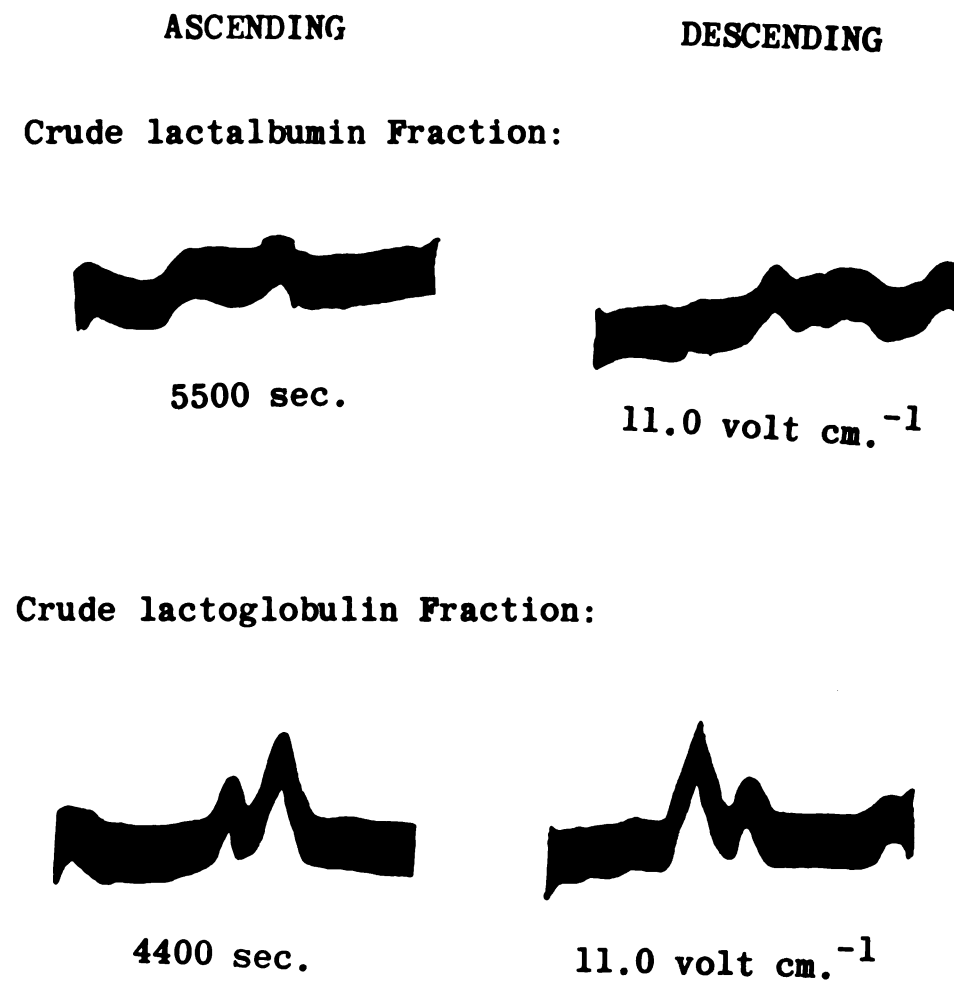 ASCENDING DESCENDING
Crude lactalbumin Fraction:
5500 sec. 11.0 volt cm.⁻¹
Crude lactoglobulin Fraction:
4400 sec. 11.0 volt cm.⁻¹